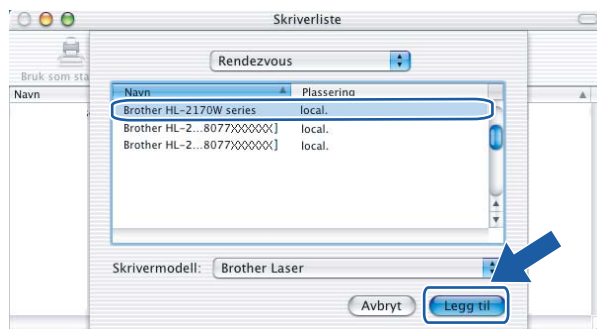 Skriverliste
Rendezvous
Bruk som sta
Navn
Navn Plassering
Brother HL-2170W series local.
Brother HL-2...8077XXXXXX] local.
Brother HL-2...8077XXXXXX] local.
Skrivermodell: Brother Laser
Avbryt Legg til